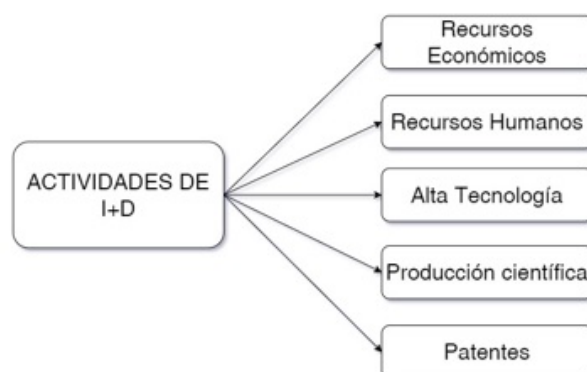 ACTIVIDADES DE
I+D
Recursos
Económicos
Recursos Humanos
Alta Tecnología
Producción científica
Patentes